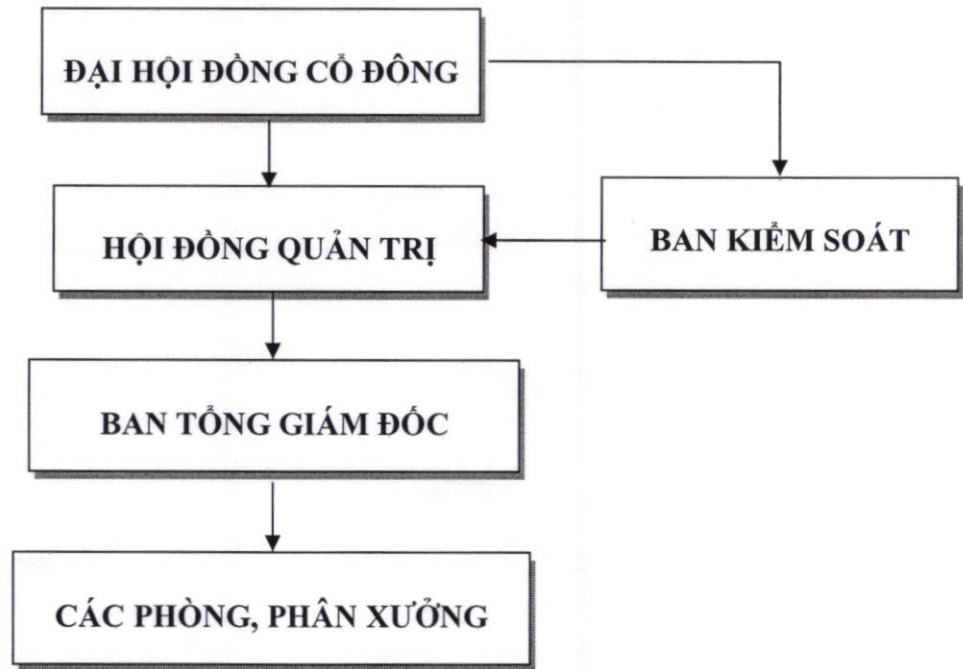 ĐẠI HỘI ĐỒNG CỔ ĐÔNG
HỘI ĐỒNG QUẢN TRỊ
BAN KIỂM SOÁT
BAN TỔNG GIÁM ĐỐC
CÁC PHÒNG, PHÂN XƯỞNG